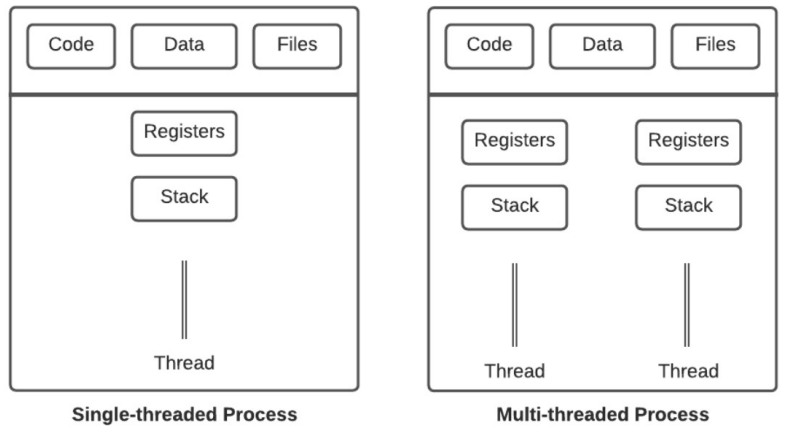 Code Data Files
Registers
Stack
Thread
Single-threaded Process
Code Data Files
Registers Registers
Stack Stack
Thread Thread
Multi-threaded Process